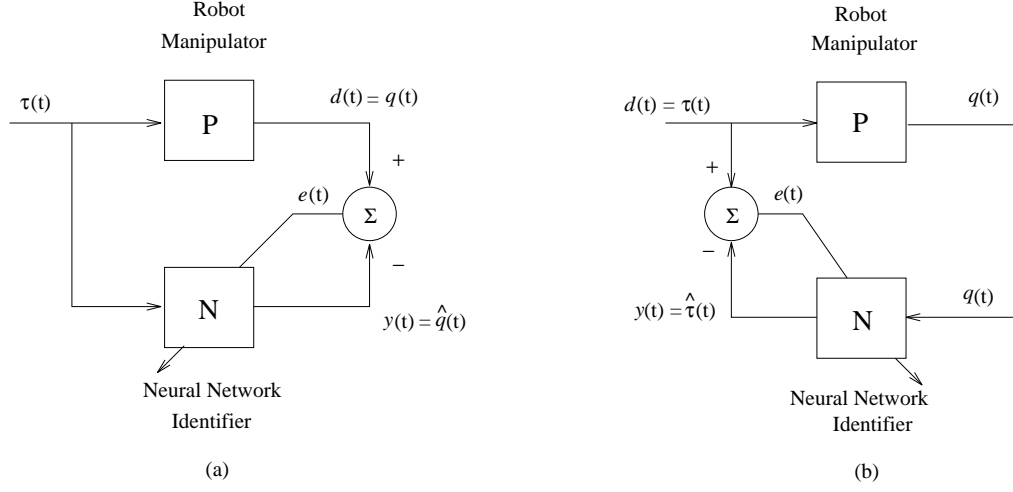 Robot
Manipulator
τ(t)
P
d(t) = q(t)
+
e(t)
Σ
−
N
y(t) = q̂(t)
Neural Network
Identifier
(a)
Robot
Manipulator
d(t) = τ(t)
P
q(t)
+
e(t)
Σ
−
y(t) = τ̂(t)
N
q(t)
Neural Network
Identifier
(b)